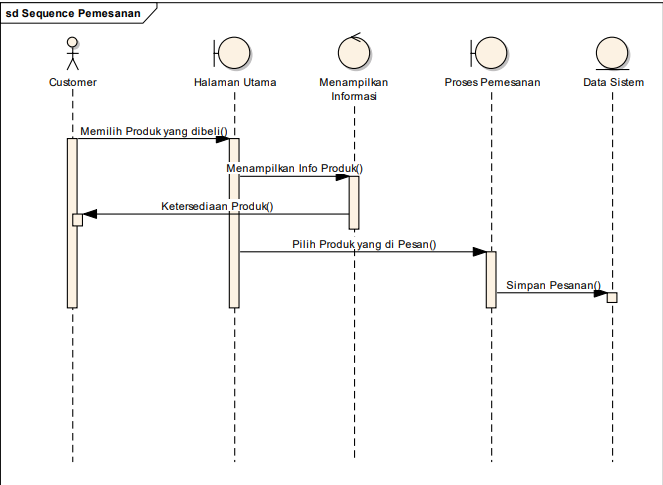 sd Sequence Pemesanan
Customer
Halaman Utama
Menampilkan
Informasi
Proses Pemesanan
Data Sistem
Memilih Produk yang dibeli()
Menampilkan Info Produk()
Ketersediaan Produk()
Pilih Produk yang di Pesan()
Simpan Pesanan()